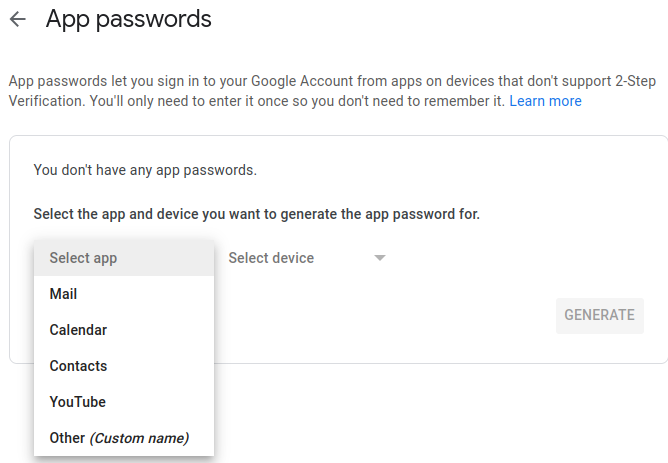 App passwords
App passwords let you sign in to your Google Account from apps on devices that don't support 2-Step
Verification. You'll only need to enter it once so you don't need to remember it. Learn more
You don't have any app passwords.
Select the app and device you want to generate the app password for.
Select app
Select device
Mail
Calendar
Contacts
YouTube
Other (Custom name)
GENERATE